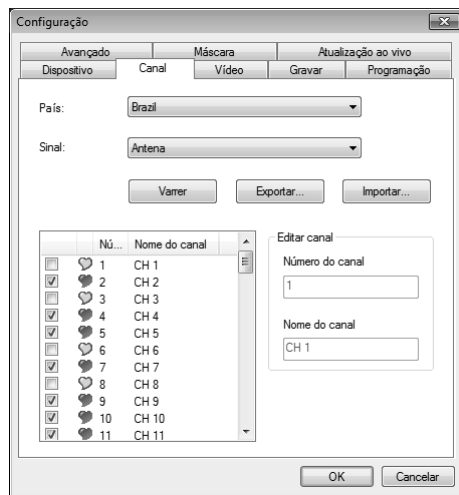 Configuração
Avançado Máscara Atualização ao vivo
Dispositivo Canal Vídeo Gravar Programação
País: Brazil
Sinal: Antena
Varrer Exportar... Importar...
Nú... Nome do canal
1 CH 1
2 CH 2
3 CH 3
4 CH 4
5 CH 5
6 CH 6
7 CH 7
8 CH 8
9 CH 9
10 CH 10
11 CH 11
Editar canal
Número do canal
1
Nome do canal
CH 1
OK Cancelar